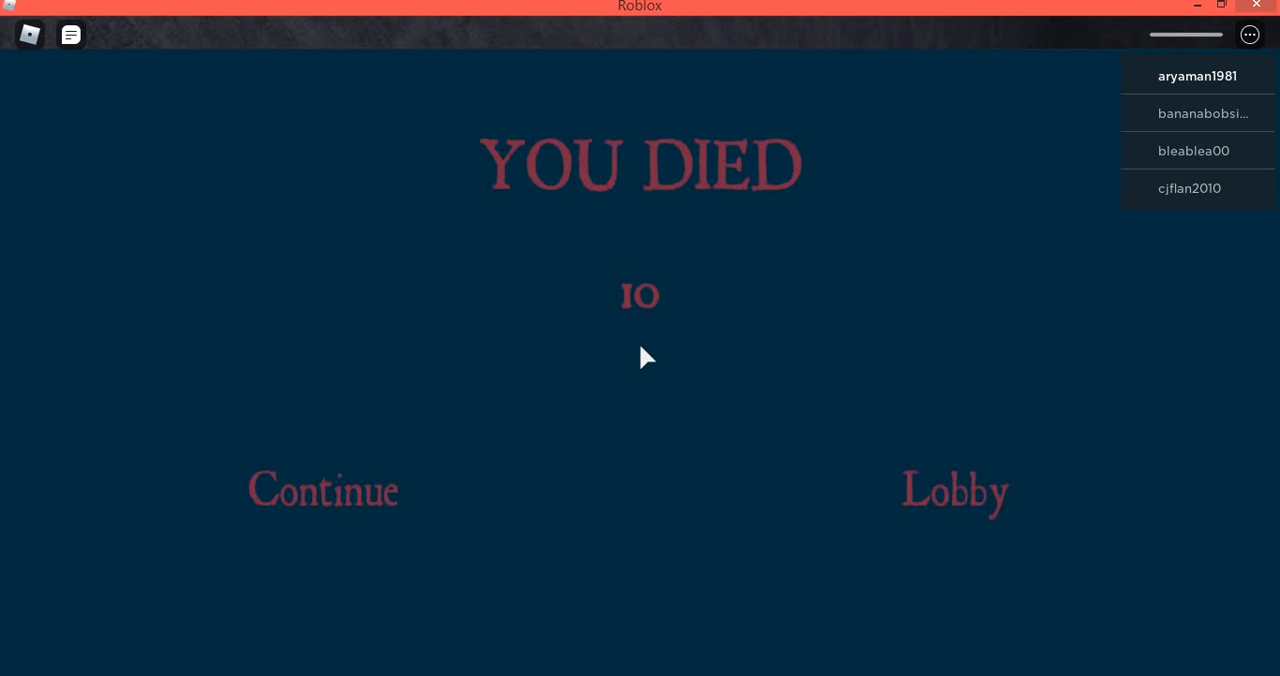 Roblox
aryaman1981
bananabobsi...
bleablea00
cjflan2010
YOU DIED
10
Continue
Lobby